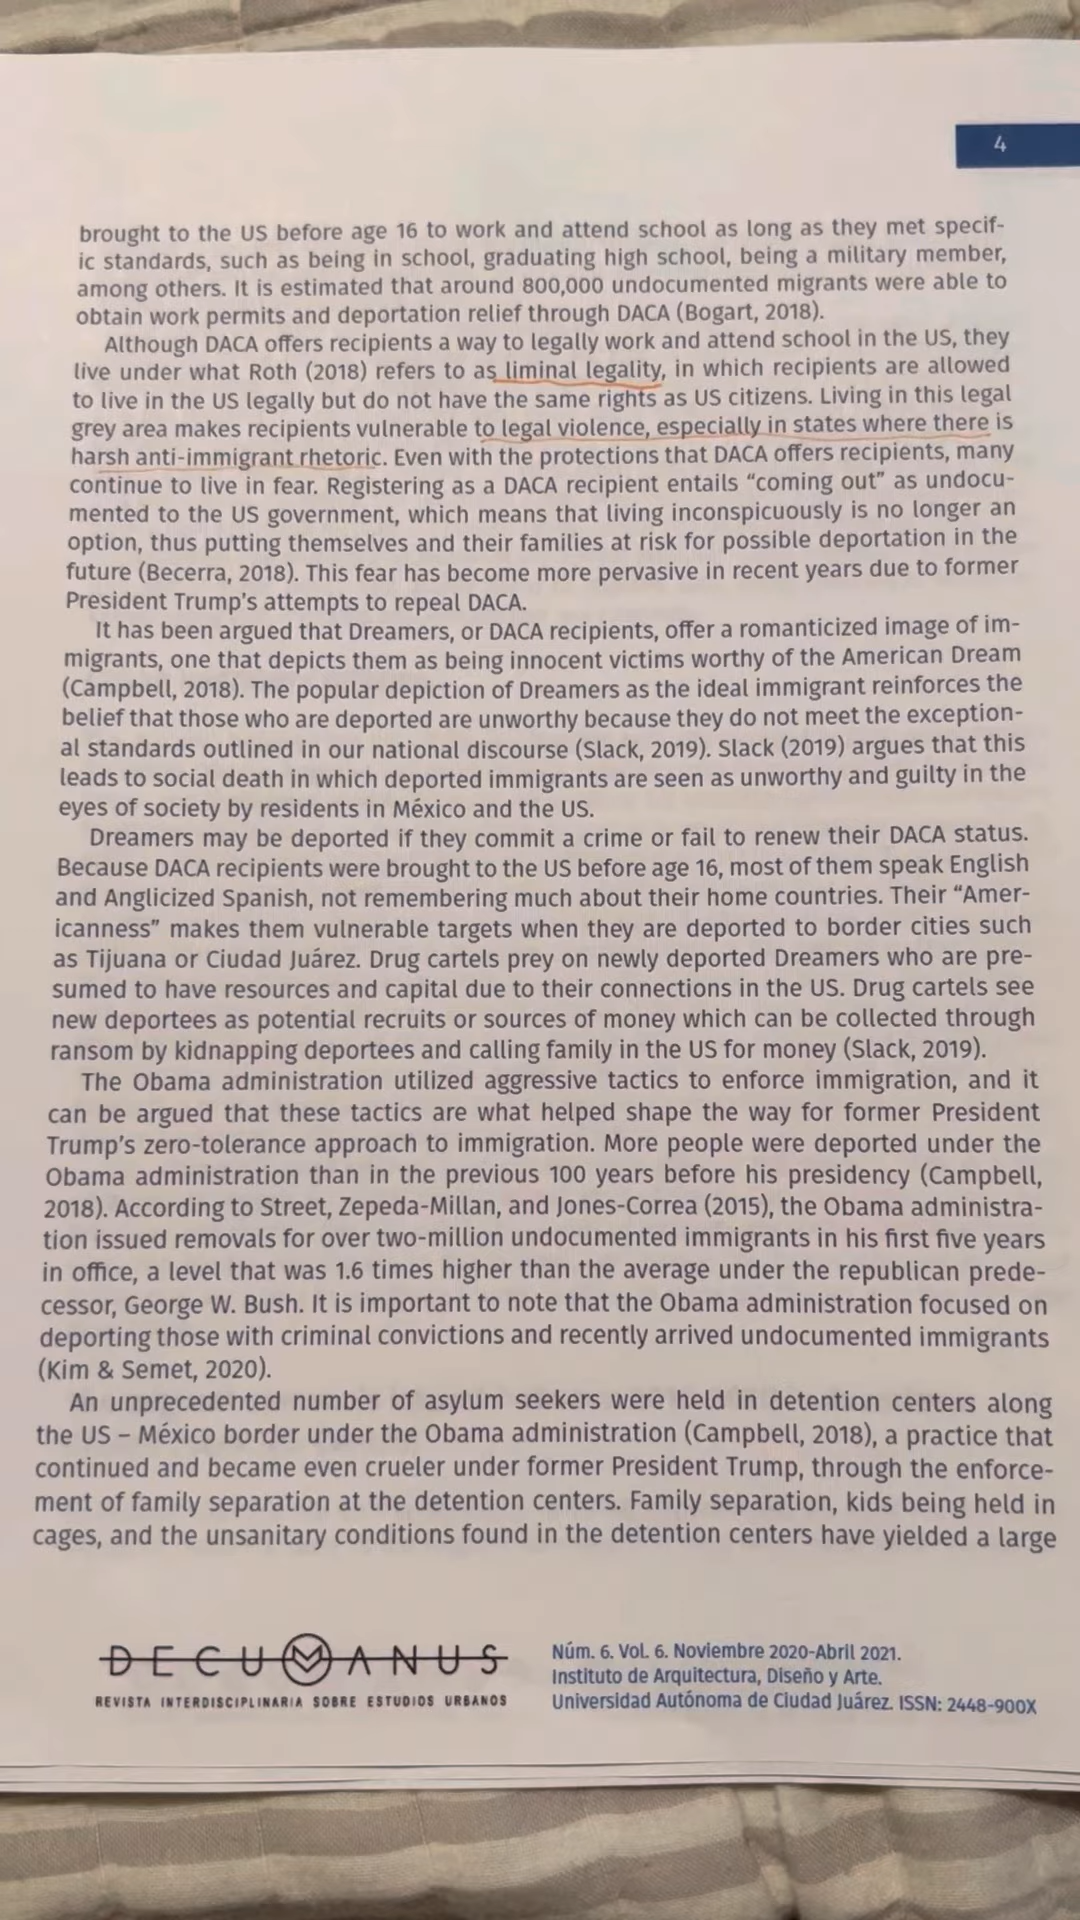 4
brought to the US before age 16 to work and attend school as long as they met specif-
ic standards, such as being in school, graduating high school, being a military member,
among others. It is estimated that around 800,000 undocumented migrants were able to
obtain work permits and deportation relief through DACA (Bogart, 2018).
Although DACA offers recipients a way to legally work and attend school in the US, they
live under what Roth (2018) refers to as liminal legality, in which recipients are allowed
to live in the US legally but do not have the same rights as US citizens. Living in this legal
grey area makes recipients vulnerable to legal violence, especially in states where there is
harsh anti-immigrant rhetoric. Even with the protections that DACA offers recipients, many
continue to live in fear. Registering as a DACA recipient entails “coming out” as undocu-
mented to the US government, which means that living inconspicuously is no longer an
option, thus putting themselves and their families at risk for possible deportation in the
future (Becerra, 2018). This fear has become more pervasive in recent years due to former
President Trump’s attempts to repeal DACA.
It has been argued that Dreamers, or DACA recipients, offer a romanticized image of im-
migrants, one that depicts them as being innocent victims worthy of the American Dream
(Campbell, 2018). The popular depiction of Dreamers as the ideal immigrant reinforces the
belief that those who are deported are unworthy because they do not meet the exception-
al standards outlined in our national discourse (Slack, 2019). Slack (2019) argues that this
leads to social death in which deported immigrants are seen as unworthy and guilty in the
eyes of society by residents in México and the US.
Dreamers may be deported if they commit a crime or fail to renew their DACA status.
Because DACA recipients were brought to the US before age 16, most of them speak English
and Anglicized Spanish, not remembering much about their home countries. Their “Amer-
icanness” makes them vulnerable targets when they are deported to border cities such
as Tijuana or Ciudad Juárez. Drug cartels prey on newly deported Dreamers who are pre-
sumed to have resources and capital due to their connections in the US. Drug cartels see
new deportees as potential recruits or sources of money which can be collected through
ransom by kidnapping deportees and calling family in the US for money (Slack, 2019).
The Obama administration utilized aggressive tactics to enforce immigration, and it
can be argued that these tactics are what helped shape the way for former President
Trump’s zero-tolerance approach to immigration. More people were deported under the
Obama administration than in the previous 100 years before his presidency (Campbell,
2018). According to Street, Zepeda-Millan, and Jones-Correa (2015), the Obama administra-
tion issued removals for over two-million undocumented immigrants in his first five years
in office, a level that was 1.6 times higher than the average under the republican prede-
cessor, George W. Bush. It is important to note that the Obama administration focused on
deporting those with criminal convictions and recently arrived undocumented immigrants
(Kim & Semet, 2020).
An unprecedented number of asylum seekers were held in detention centers along
the US – México border under the Obama administration (Campbell, 2018), a practice that
continued and became even crueler under former President Trump, through the enforce-
ment of family separation at the detention centers. Family separation, kids being held in
cages, and the unsanitary conditions found in the detention centers have yielded a large
DECUMANUS
REVISTA INTERDISCIPLINARIA SOBRE ESTUDIOS URBANOS
Núm. 6. Vol. 6. Noviembre 2020-Abril 2021.
Instituto de Arquitectura, Diseño y Arte.
Universidad Autónoma de Ciudad Juárez. ISSN: 2448-900X